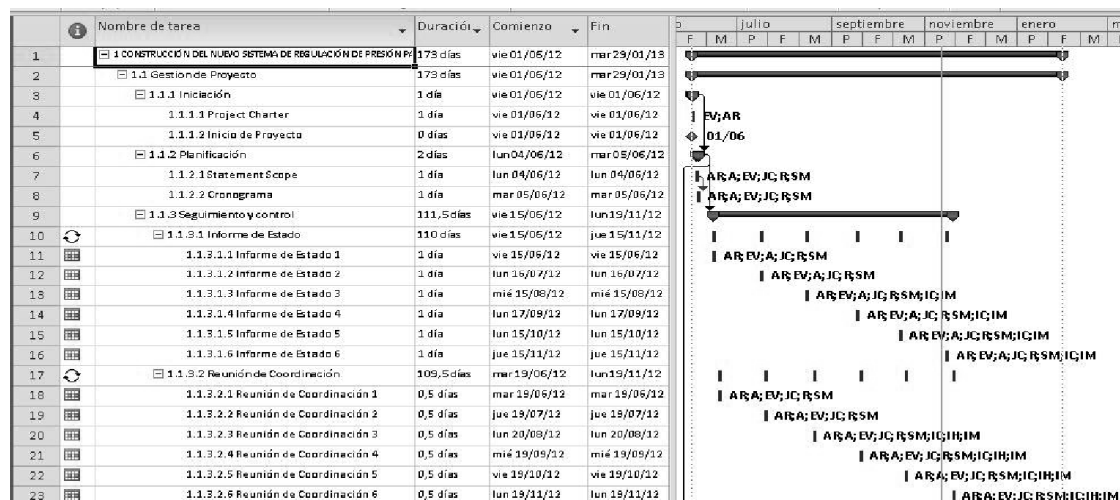 Nombre de tarea Duración Comienzo Fin julio septiembre noviembre enero
F M P F M P F M P F M P F M
1 1 CONSTRUCCIÓN DEL NUEVO SISTEMA DE REGULACIÓN DE PRESIÓN 173 días vie 01/06/12 mar 29/01/13
2 1.1 Gestion de Proyecto 173 días vie 01/06/12 mar 29/01/13
3 1.1.1 Iniciación 1 día vie 01/06/12 vie 01/06/12
4 1.1.1.1 Project Charter 1 día vie 01/06/12 vie 01/06/12 EV;AR
5 1.1.1.2 Inicio de Proyecto 0 días vie 01/06/12 vie 01/06/12 01/06
6 1.1.2 Planificación 2 días lun 04/06/12 mar 05/06/12
7 1.1.2.1 Statement Scope 1 día lun 04/06/12 lun 04/06/12 AR;A;EV;JC;R;SM
8 1.1.2.2 Cronograma 1 día mar 05/06/12 mar 05/06/12 AR;A;EV;JC;R;SM
9 1.1.3 Seguimiento y control 111,5 días vie 15/06/12 lun 19/11/12
10 1.1.3.1 Informe de Estado 110 días vie 15/06/12 jue 15/11/12
11 1.1.3.1.1 Informe de Estado 1 1 día vie 15/06/12 vie 15/06/12 AR;EV;A;JC;R;SM
12 1.1.3.1.2 Informe de Estado 2 1 día lun 16/07/12 lun 16/07/12 AR;EV;A;JC;R;SM
13 1.1.3.1.3 Informe de Estado 3 1 día mié 15/08/12 mié 15/08/12 AR;EV;A;JC;R;SM;IC;IM
14 1.1.3.1.4 Informe de Estado 4 1 día lun 17/09/12 lun 17/09/12 AR;EV;A;JC;R;SM;IC;IM
15 1.1.3.1.5 Informe de Estado 5 1 día lun 15/10/12 lun 15/10/12 AR;EV;A;JC;R;SM;IC;IM
16 1.1.3.1.6 Informe de Estado 6 1 día jue 15/11/12 jue 15/11/12 AR;EV;A;JC;R;SM;IC;IM
17 1.1.3.2 Reunión de Coordinación 109,5 días mar 19/06/12 lun 19/11/12
18 1.1.3.2.1 Reunión de Coordinación 1 0,5 días mar 19/06/12 mar 19/06/12 AR;A;EV;JC;R;SM
19 1.1.3.2.2 Reunión de Coordinación 2 0,5 días jue 19/07/12 jue 19/07/12 AR;A;EV;JC;R;SM
20 1.1.3.2.3 Reunión de Coordinación 3 0,5 días lun 20/08/12 lun 20/08/12 AR;A;EV;JC;R;SM;IC;IH;IM
21 1.1.3.2.4 Reunión de Coordinación 4 0,5 días mié 19/09/12 mié 19/09/12 AR;A;EV;JC;R;SM;IC;IH;IM
22 1.1.3.2.5 Reunión de Coordinación 5 0,5 días vie 19/10/12 vie 19/10/12 AR;A;EV;JC;R;SM;IC;IH;IM
23 1.1.3.2.6 Reunión de Coordinación 6 0,5 días lun 19/11/12 lun 19/11/12 AR;A;EV;JC;R;SM;IC;IH;IM